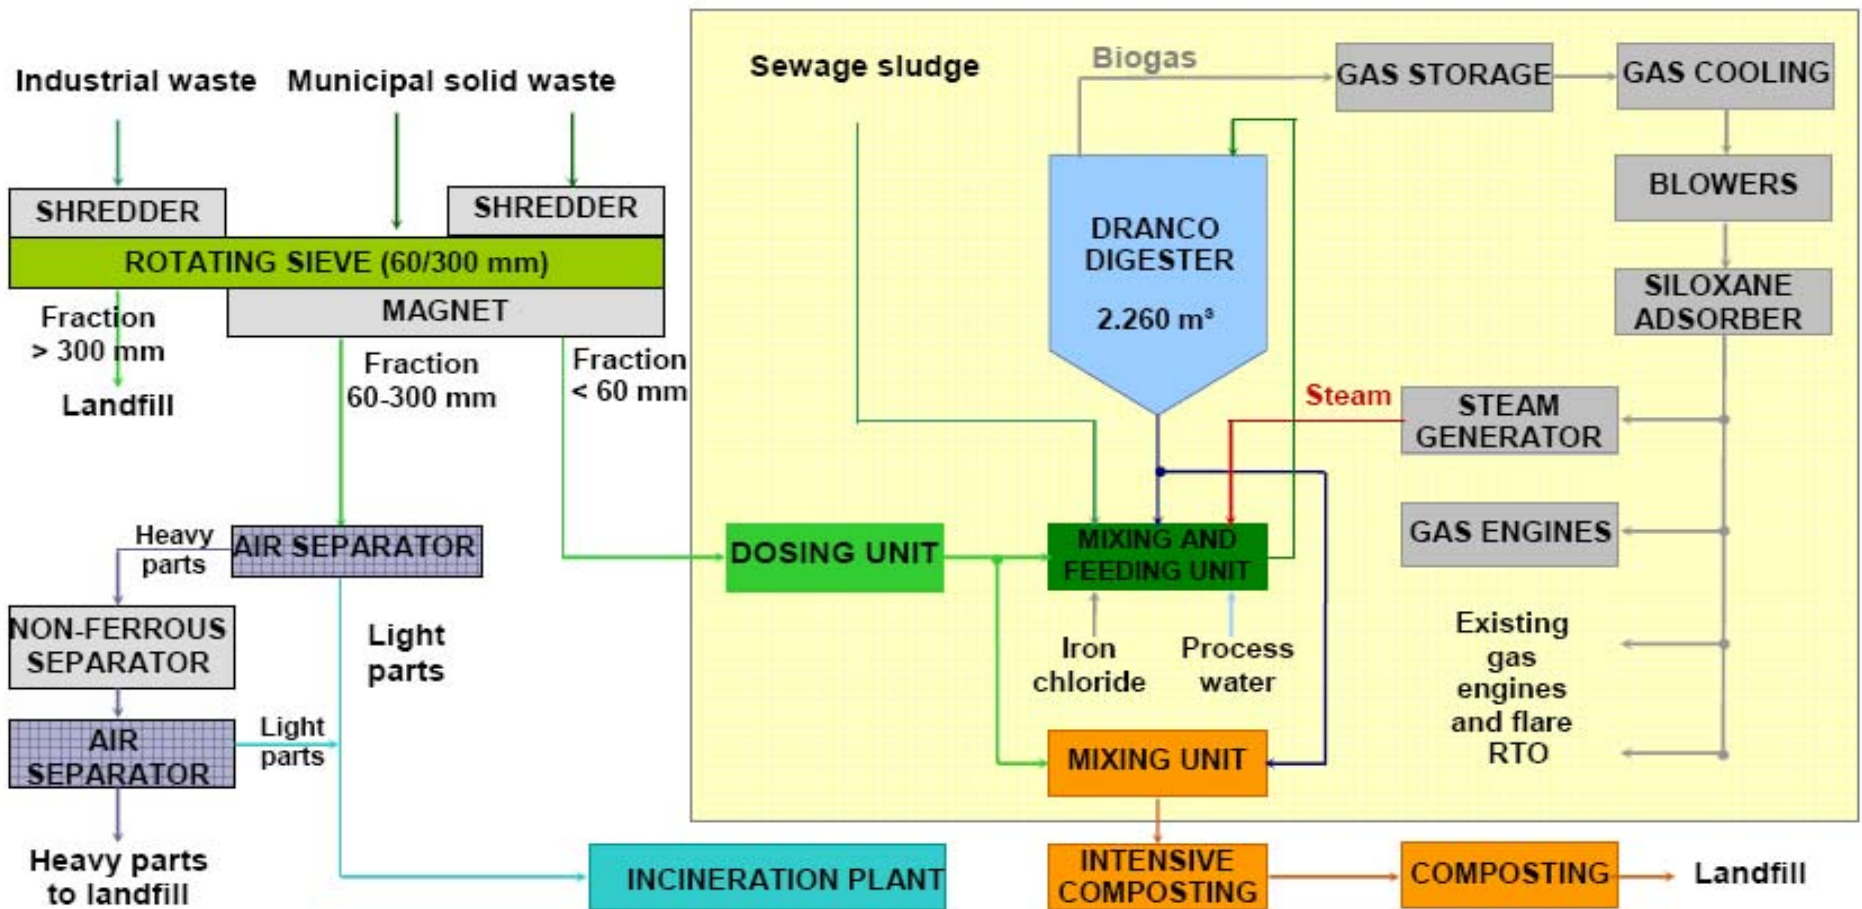 Industrial waste
Municipal solid waste
SHREDDER
SHREDDER
ROTATING SIEVE (60/300 mm)
MAGNET
Fraction
> 300 mm
Landfill
Fraction
60-300 mm
Fraction
< 60 mm
Heavy
parts
AIR SEPARATOR
NON-FERROUS
SEPARATOR
Light
parts
AIR
SEPARATOR
Light
parts
Heavy parts
to landfill
INCINERATION PLANT
Sewage sludge
Biogas
GAS STORAGE
GAS COOLING
BLOWERS
SILOXANE
ADSORBER
DRANCO
DIGESTER
2.260 m³
Steam
STEAM
GENERATOR
GAS ENGINES
DOSING UNIT
MIXING AND
FEEDING UNIT
Iron
chloride
Process
water
Existing
gas
engines
and flare
RTO
MIXING UNIT
INTENSIVE
COMPOSTING
COMPOSTING
Landfill